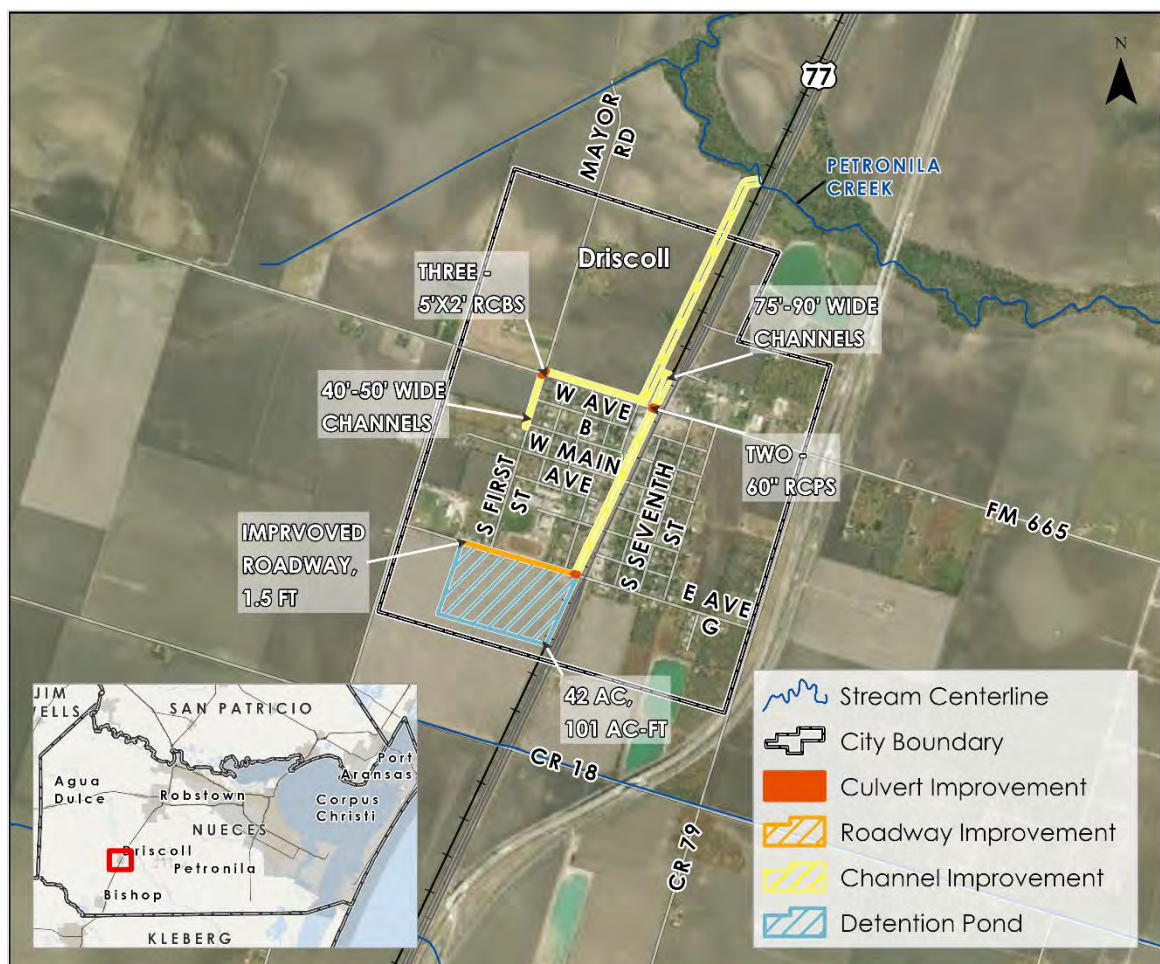 N
77
MAYOR
RD
PETRONILA
CREEK
Driscoll
THREE -
5'X2' RCBS
75'-90' WIDE
CHANNELS
40'-50' WIDE
CHANNELS
W AVE
B
W MAIN
AVE
TWO -
60" RCPS
S FIRST
ST
S SEVENTH
ST
FM 665
IMPRVOVED
ROADWAY,
1.5 FT
E AVE
G
42 AC,
101 AC-FT
CR 18
CR 79
JIM
WELLS
SAN PATRICIO
Agua
Dulce
Robstown
Port
Aransas
Corpus
Christi
NUECES
Driscoll
Petronila
Bishop
KLEBERG
Stream Centerline
City Boundary
Culvert Improvement
Roadway Improvement
Channel Improvement
Detention Pond